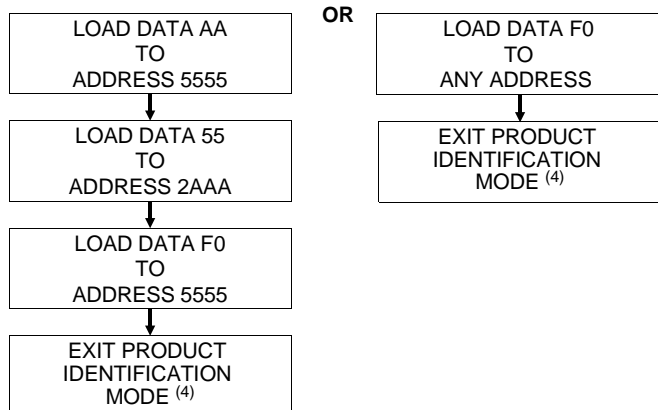 LOAD DATA AA
TO
ADDRESS 5555
LOAD DATA 55
TO
ADDRESS 2AAA
LOAD DATA F0
TO
ADDRESS 5555
EXIT PRODUCT
IDENTIFICATION
MODE (4)
OR
LOAD DATA F0
TO
ANY ADDRESS
EXIT PRODUCT
IDENTIFICATION
MODE (4)